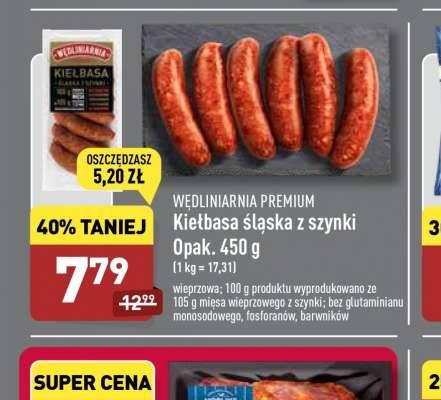 WĘDLINIARNIA
KIEŁBASA
ŚLĄSKA Z SZYNKI
OSZCZĘDZASZ
5,20 ZŁ
40% TANIEJ
7,79
12,99
WĘDLINIARNIA PREMIUM
Kiełbasa śląska z szynki
Opak. 450 g
(1 kg = 17,31)
wieprzowa; 100 g produktu wyprodukowano ze
105 g mięsa wieprzowego z szynki; bez glutaminianu
monosodowego, fosforanów, barwników
SUPER CENA
3
2